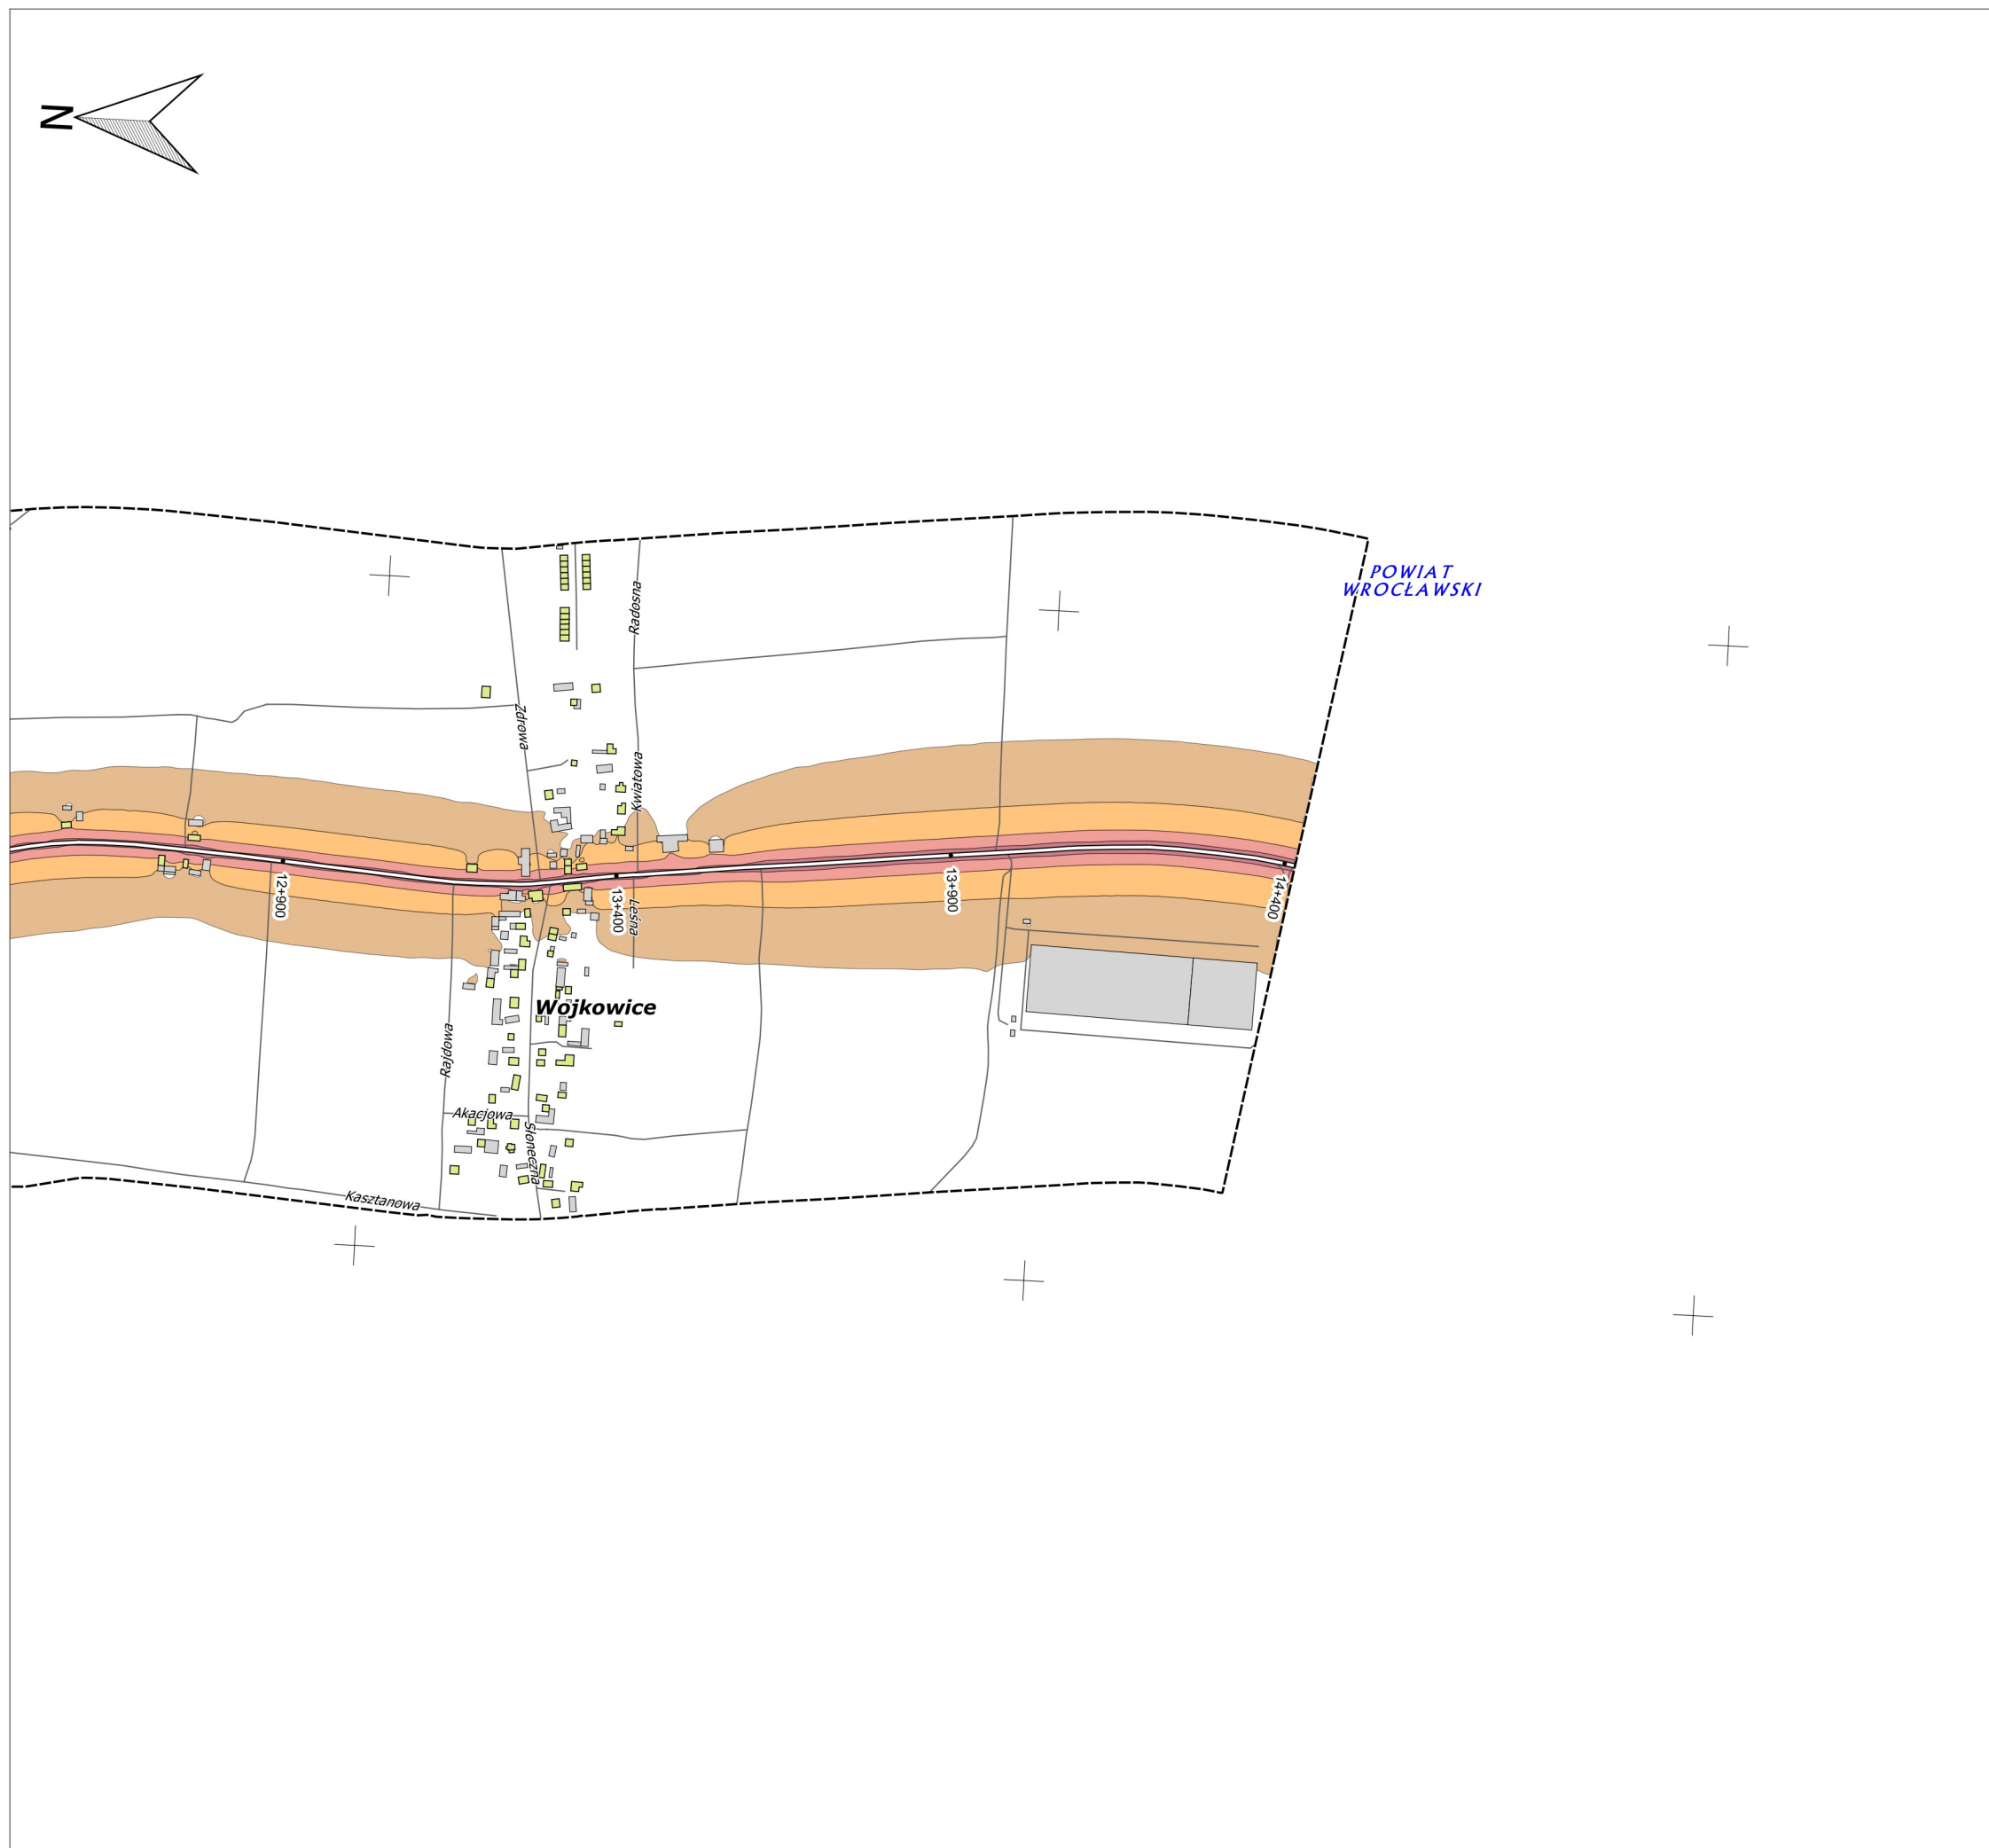 N
POWIAT
WROCŁAWSKI
Radosna
Zdrowa
Kwiatowa
12+900
13+400
Leśna
13+900
14+400
Wojkowice
Rajdowa
Akacjowa
Słoneczna
Kasztanowa